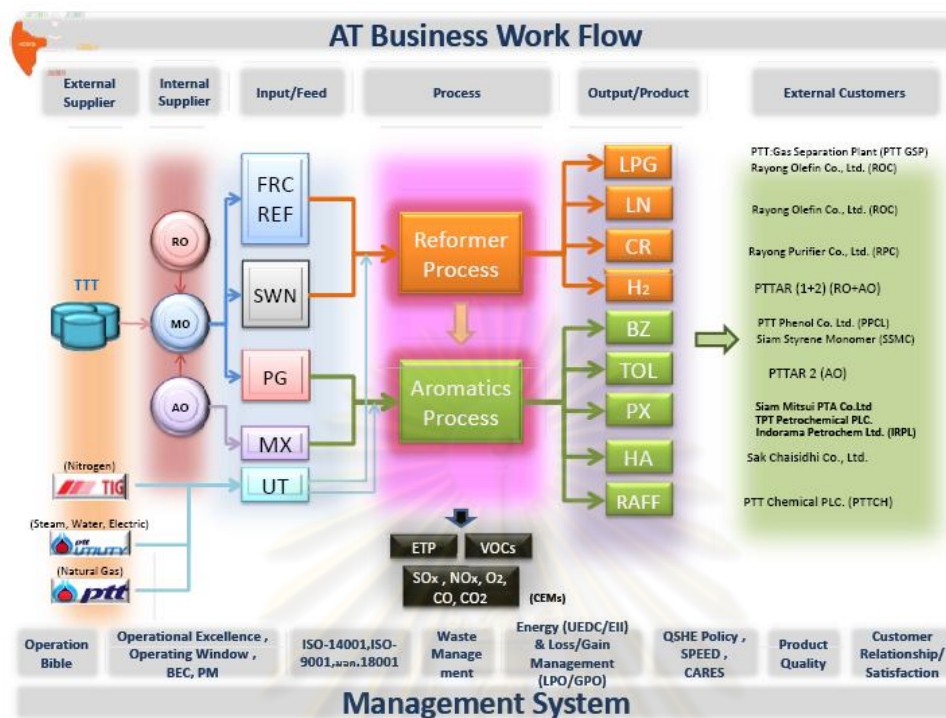 AT Business Work Flow
External
Supplier
Internal
Supplier
Input/Feed
Process
Output/Product
External Customers
TTT
RO
MO
AO
FRC
REF
SWN
PG
MX
UT
Reformer
Process
Aromatics
Process
LPG
LN
CR
H₂
BZ
TOL
PX
HA
RAFF
PTT:Gas Separation Plant (PTT GSP)
Rayong Olefin Co., Ltd. (ROC)
Rayong Olefin Co., Ltd. (ROC)
Rayong Purifier Co., Ltd. (RPC)
PTTAR (1+2) (RO+AO)
PTT Phenol Co. Ltd. (PPCL)
Siam Styrene Monomer (SSMC)
PTTAR 2 (AO)
Siam Mitsui PTA Co.Ltd
TPT Petrochemical PLC.
Indorama Petrochem Ltd. (IRPL)
Sak Chaisidhi Co., Ltd.
PTT Chemical PLC. (PTTCH)
(Nitrogen)
TIG
(Steam, Water, Electric)
ptt
UTILITY
(Natural Gas)
ptt
ETP
VOCs
SOx , NOx, O₂,
CO, CO2
(CEMs)
Operation
Bible
Operational Excellence ,
Operating Window ,
BEC, PM
ISO-14001,ISO-
9001,มอก.18001
Waste
Manage
ment
Energy (UEDC/EII)
& Loss/Gain
Management
(LPO/GPO)
QSHE Policy ,
SPEED ,
CARES
Product
Quality
Customer
Relationship/
Satisfaction
Management System